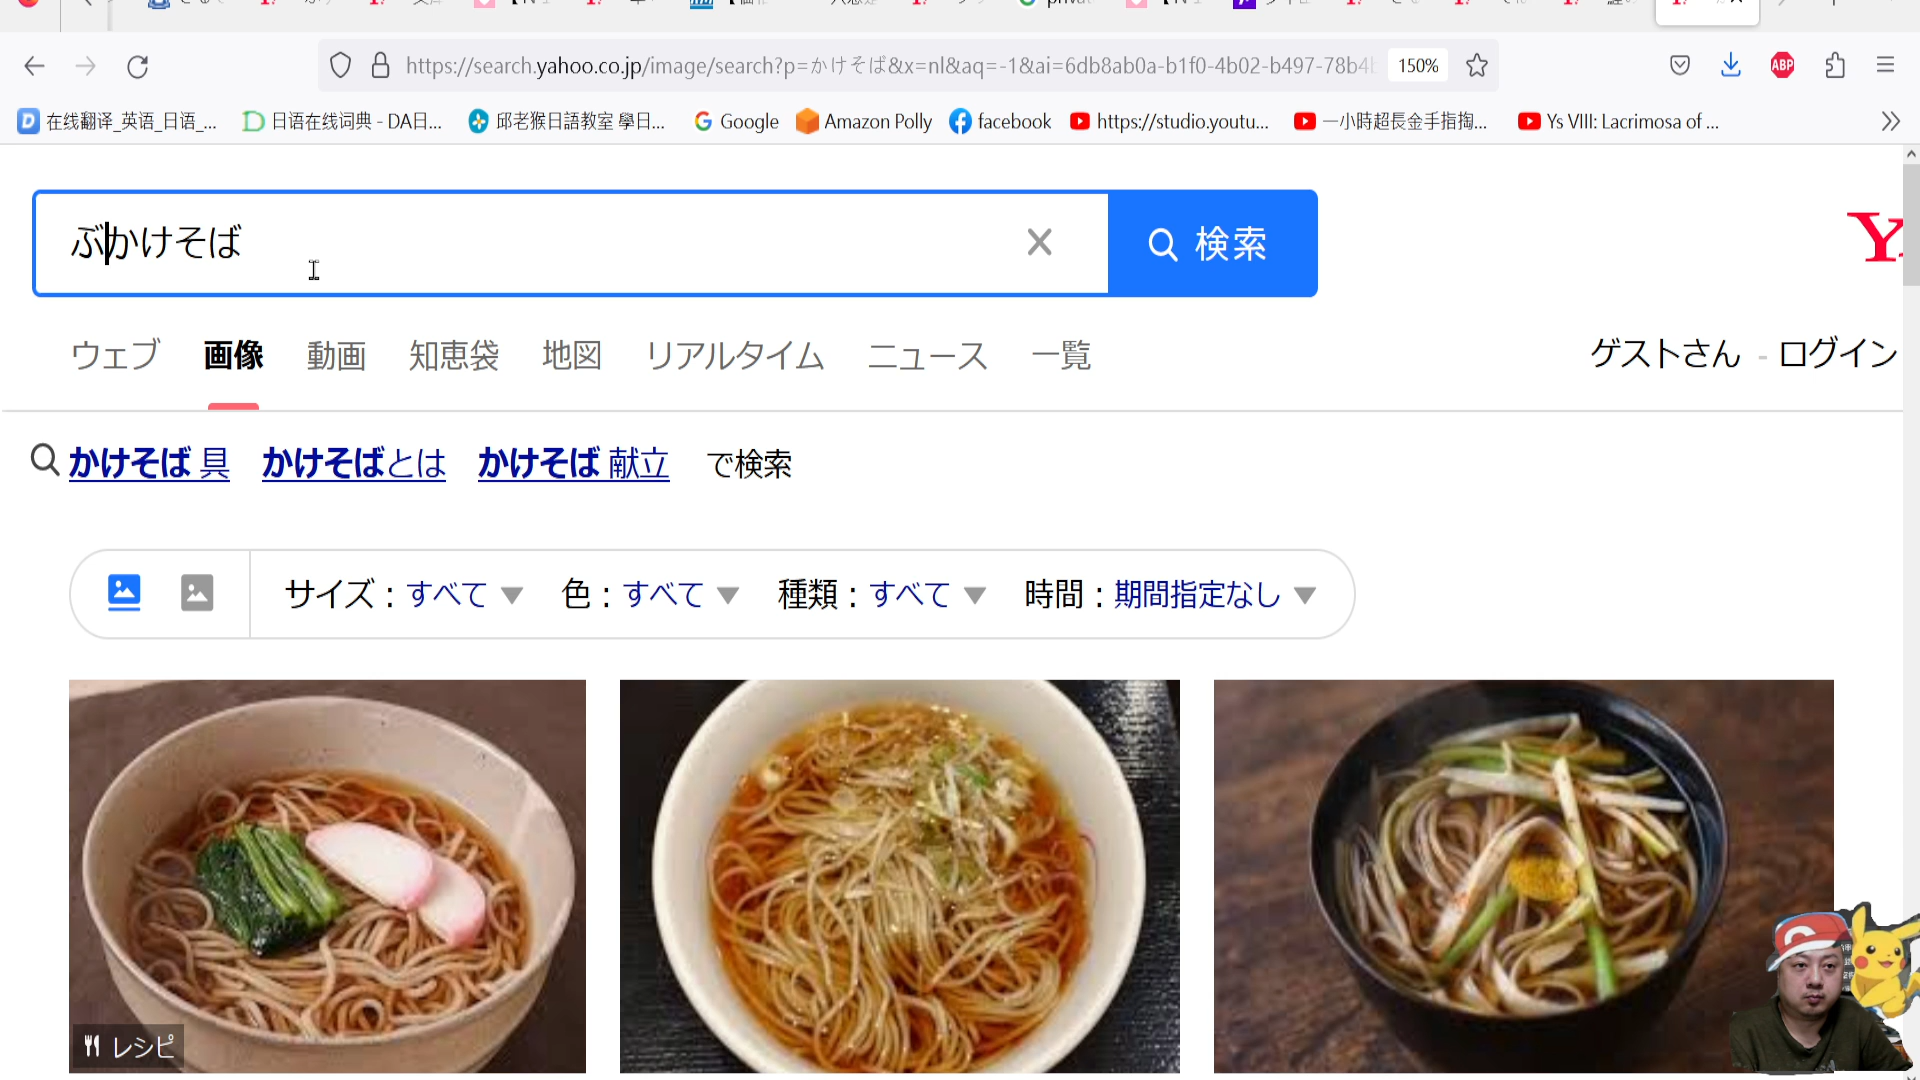 https://search.yahoo.co.jp/image/search?p=かけそば&x=nl&aq=-1&ai=6db8ab0a-b1f0-4b02-b497-78b4b
150%
ABP
在线翻译_英语_日语_...
日语在线词典 - DA日...
邱老猴日語教室 學日...
Google
Amazon Polly
facebook
https://studio.youtu...
一小時超長金手指掏...
Ys VIII: Lacrimosa of ...
ぶかけそば
検索
ウェブ 画像 動画 知恵袋 地図 リアルタイム ニュース 一覧
ゲストさん - ログイン
かけそば 具 かけそばとは かけそば 献立 で検索
サイズ：すべて 色：すべて 種類：すべて 時間：期間指定なし
レシピ